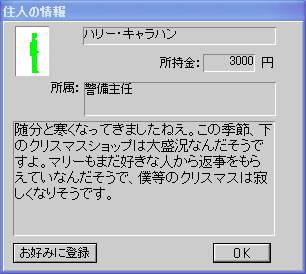 住人の情報
ハリー・キャラハン
所持金: 3000 円
所属: 警備主任
随分と寒くなってきましたねえ。この季節、下
のクリスマスショップは大盛況なんだそうで
すよ。マリーもまだ好きな人から返事をもら
えていなんだそうで、僕等のクリスマスは寂
しくなりそうです。
お好みに登録
OK